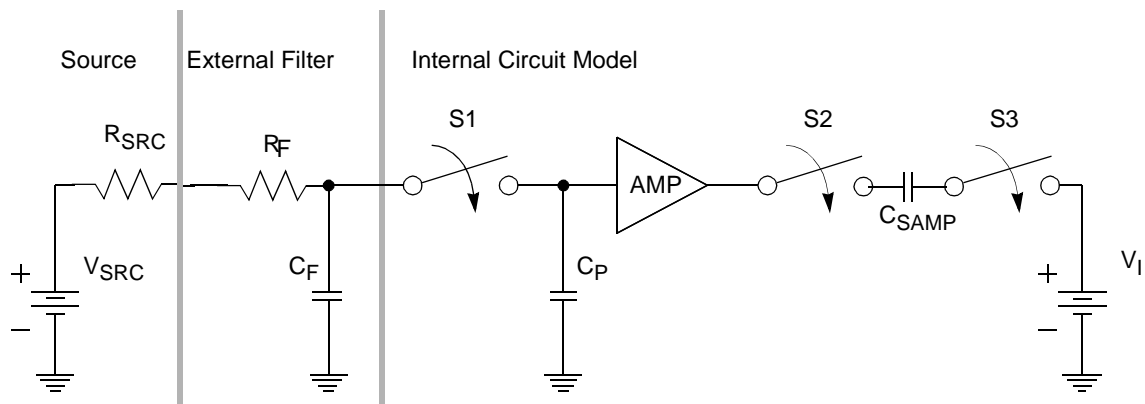 Source
External Filter
Internal Circuit Model
S1
S2
S3
RSRC
RF
AMP
CSAMP
+
VSRC
−
CF
CP
+
VI
−